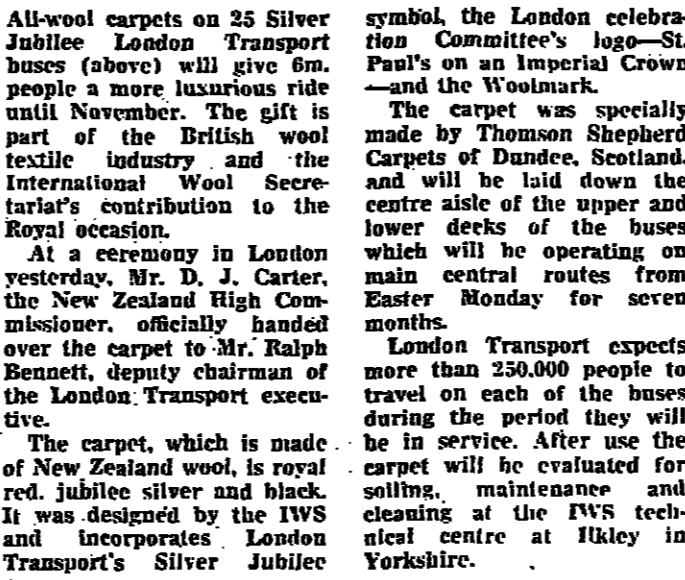 All-wool carpets on 25 Silver
Jubilee London Transport
buses (above) will give 6m.
people a more luxurious ride
until November. The gift is
part of the British wool
textile industry and the
International Wool Secre-
tariat's contribution to the
Royal occasion.
At a ceremony in London
yesterday, Mr. D. J. Carter,
the New Zealand High Com-
missioner, officially handed
over the carpet to Mr. Ralph
Bennett, deputy chairman of
the London Transport execu-
tive.
The carpet, which is made
of New Zealand wool, is royal
red, jubilee silver and black.
It was designed by the IWS
and incorporates London
Transport's Silver Jubilee
symbol, the London celebra-
tion Committee's logo—St.
Paul's on an Imperial Crown
—and the Woolmark.
The carpet was specially
made by Thomson Shepherd
Carpets of Dundee, Scotland,
and will be laid down the
centre aisle of the upper and
lower decks of the buses
which will be operating on
main central routes from
Easter Monday for seven
months.
London Transport expects
more than 250,000 people to
travel on each of the buses
during the period they will
be in service. After use the
carpet will be evaluated for
soiling, maintenance and
cleaning at the IWS tech-
nical centre at Ilkley in
Yorkshire.